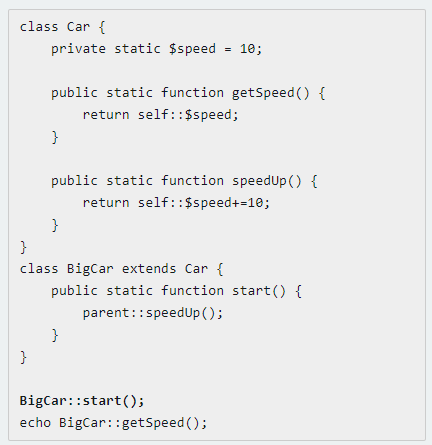 class Car {
    private static $speed = 10;

    public static function getSpeed() {
        return self::$speed;
    }

    public static function speedUp() {
        return self::$speed+=10;
    }
}
class BigCar extends Car {
    public static function start() {
        parent::speedUp();
    }
}

BigCar::start();
echo BigCar::getSpeed();